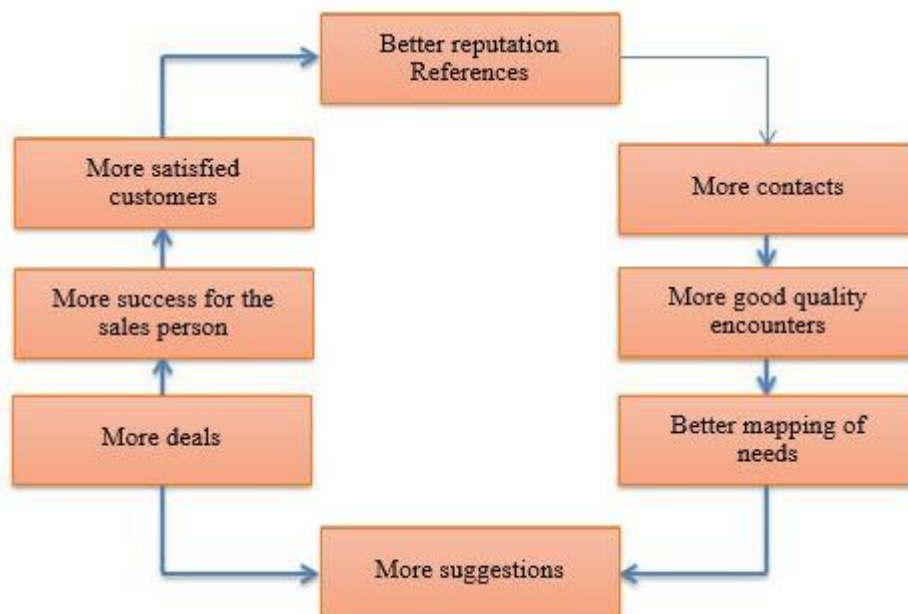 Better reputation
References
More satisfied
customers
More contacts
More success for the
sales person
More good quality
encounters
More deals
Better mapping of
needs
More suggestions